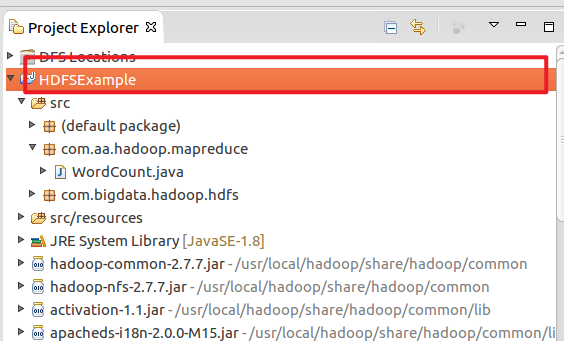 Project Explorer
DFS Locations
HDFSExample
src
(default package)
com.aa.hadoop.mapreduce
WordCount.java
com.bigdata.hadoop.hdfs
src/resources
JRE System Library [JavaSE-1.8]
hadoop-common-2.7.7.jar - /usr/local/hadoop/share/hadoop/common
hadoop-nfs-2.7.7.jar - /usr/local/hadoop/share/hadoop/common
activation-1.1.jar - /usr/local/hadoop/share/hadoop/common/lib
apacheds-i18n-2.0.0-M15.jar - /usr/local/hadoop/share/hadoop/common/li